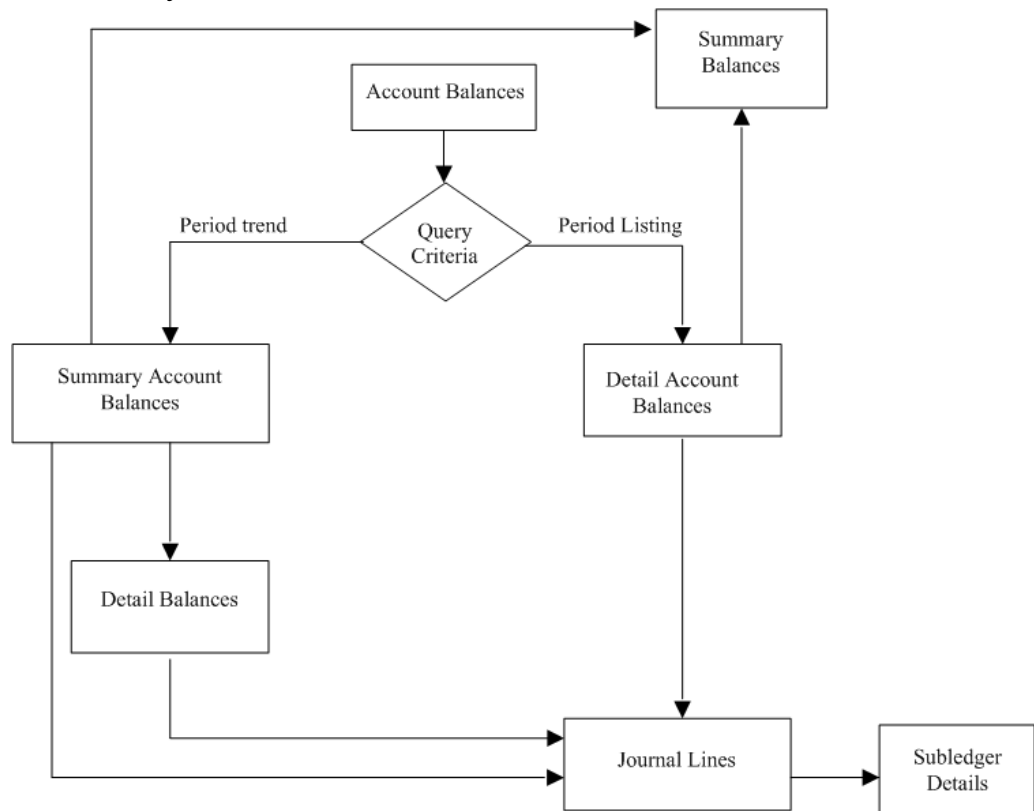 Summary
Balances
Account Balances
Period trend
Query
Criteria
Period Listing
Summary Account
Balances
Detail Account
Balances
Detail Balances
Journal Lines
Subledger
Details